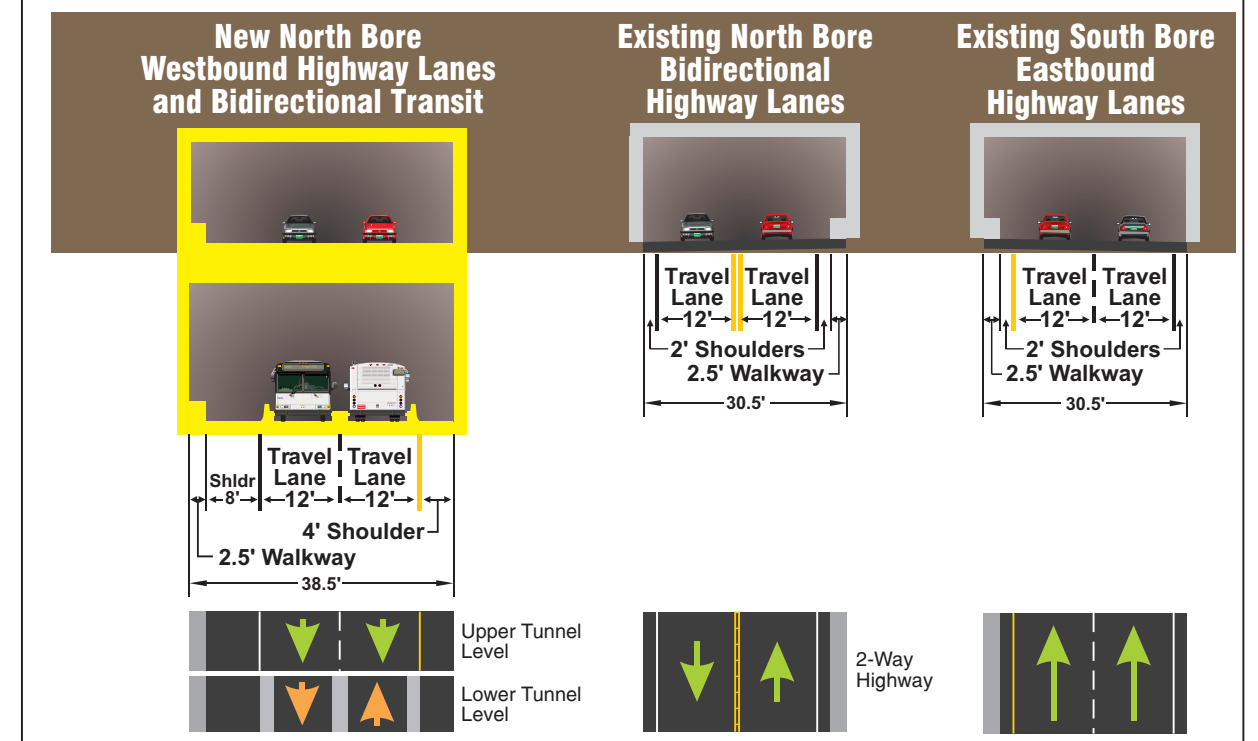 New North Bore
Westbound Highway Lanes
and Bidirectional Transit
Existing North Bore
Bidirectional
Highway Lanes
Existing South Bore
Eastbound
Highway Lanes
Shldr
8'
Travel
Lane
12'
Travel
Lane
12'
4' Shoulder
2.5' Walkway
38.5'
Travel
Lane
12'
Travel
Lane
12'
2' Shoulders
2.5' Walkway
30.5'
Travel
Lane
12'
Travel
Lane
12'
2' Shoulders
2.5' Walkway
30.5'
Upper Tunnel
Level
Lower Tunnel
Level
2-Way
Highway